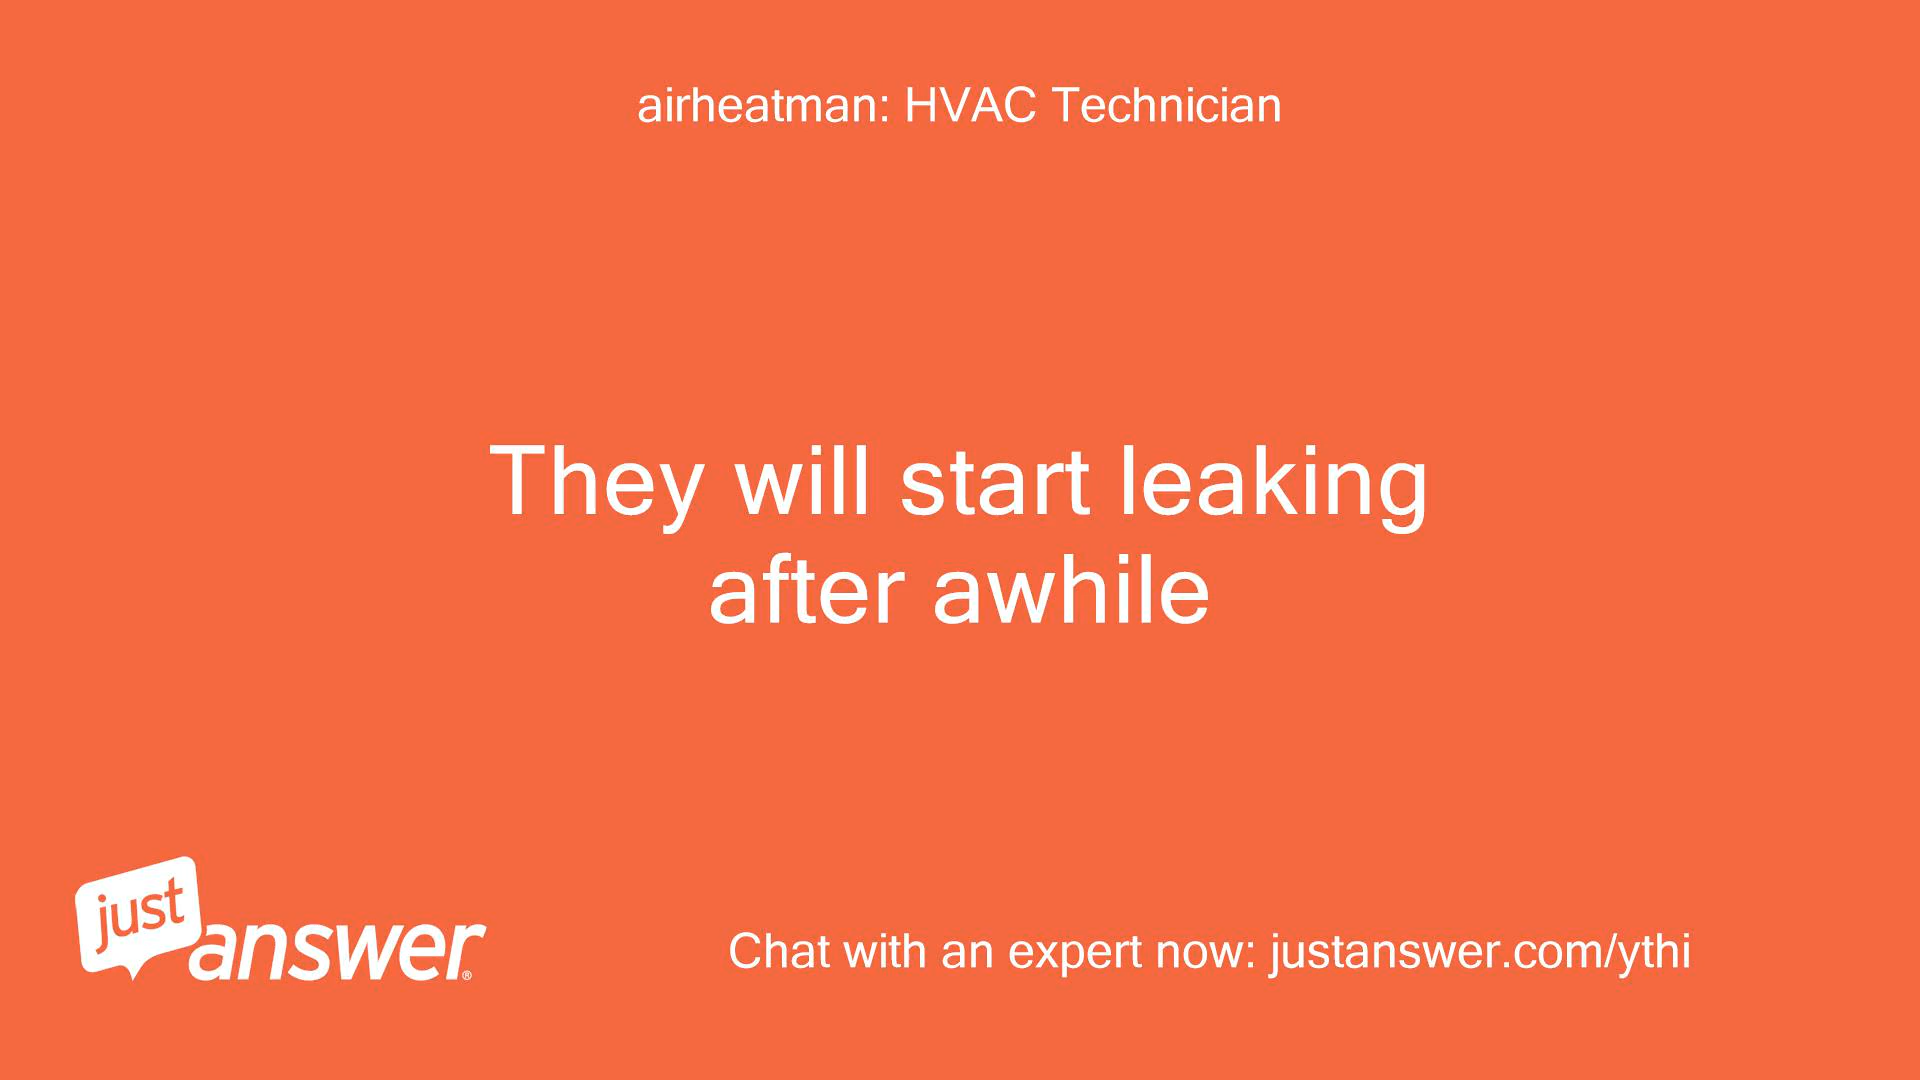 airheatman: HVAC Technician
They will start leaking
after awhile
just
answer®
Chat with an expert now: justanswer.com/ythi